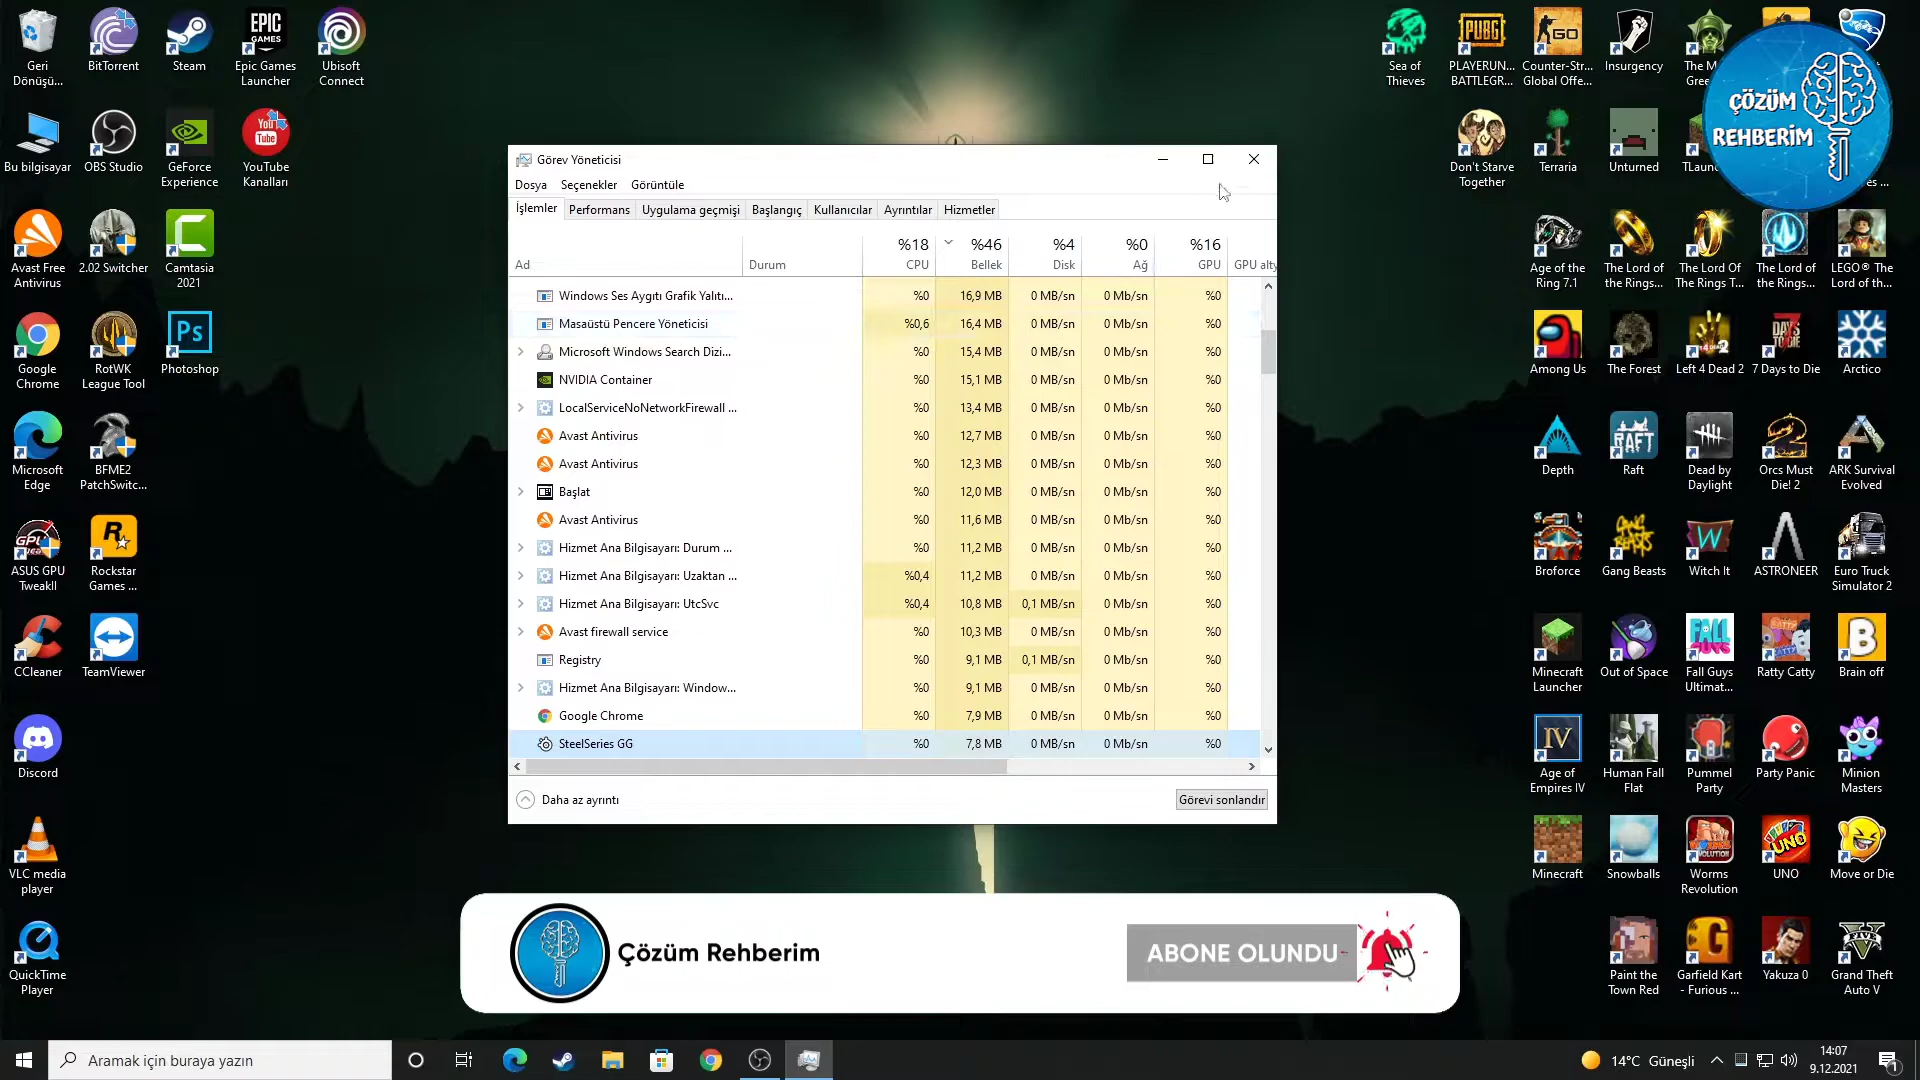 Geri
Dönüşü...
BitTorrent
Steam
EPIC
GAMES
Epic Games
Launcher
Ubisoft
Connect
Bu bilgisayar
OBS Studio
GeForce
Experience
You
Tube
YouTube
Kanalları
Avast Free
Antivirus
2.02 Switcher
Camtasia
2021
Google
Chrome
RotWK
League Tool
Ps
Photoshop
Microsoft
Edge
BFME2
PatchSwitc...
ASUS GPU
TweakII
Rockstar
Games ...
CCleaner
TeamViewer
Discord
VLC media
player
QuickTime
Player
Görev Yöneticisi
Dosya Seçenekler Görüntüle
İşlemler Performans Uygulama geçmişi Başlangıç Kullanıcılar Ayrıntılar Hizmetler
%18 %46 %4 %0 %16
Ad Durum CPU Bellek Disk Ağ GPU GPU alty
Windows Ses Aygıtı Grafik Yalıtı... %0 16,9 MB 0 MB/sn 0 Mb/sn %0
Masaüstü Pencere Yöneticisi %0,6 16,4 MB 0 MB/sn 0 Mb/sn %0
Microsoft Windows Search Dizi... %0 15,4 MB 0 MB/sn 0 Mb/sn %0
NVIDIA Container %0 15,1 MB 0 MB/sn 0 Mb/sn %0
LocalServiceNoNetworkFirewall ... %0 13,4 MB 0 MB/sn 0 Mb/sn %0
Avast Antivirus %0 12,7 MB 0 MB/sn 0 Mb/sn %0
Avast Antivirus %0 12,3 MB 0 MB/sn 0 Mb/sn %0
Başlat %0 12,0 MB 0 MB/sn 0 Mb/sn %0
Avast Antivirus %0 11,6 MB 0 MB/sn 0 Mb/sn %0
Hizmet Ana Bilgisayarı: Durum ... %0 11,2 MB 0 MB/sn 0 Mb/sn %0
Hizmet Ana Bilgisayarı: Uzaktan ... %0,4 11,2 MB 0 MB/sn 0 Mb/sn %0
Hizmet Ana Bilgisayarı: UtcSvc %0,4 10,8 MB 0,1 MB/sn 0 Mb/sn %0
Avast firewall service %0 10,3 MB 0 MB/sn 0 Mb/sn %0
Registry %0 9,1 MB 0,1 MB/sn 0 Mb/sn %0
Hizmet Ana Bilgisayarı: Window... %0 9,1 MB 0 MB/sn 0 Mb/sn %0
Google Chrome %0 7,9 MB 0 MB/sn 0 Mb/sn %0
SteelSeries GG %0 7,8 MB 0 MB/sn 0 Mb/sn %0
Daha az ayrıntı
Görevi sonlandır
Sea of
Thieves
PUBG
PLAYERUN...
BATTLEGR...
GO
Counter-Str...
Global Offe...
Insurgency
The M
Gree
ÇÖZÜM
REHBERİM
Don't Starve
Together
Terraria
Unturned
TLaun
es ...
Age of the
Ring 7.1
The Lord of
the Rings...
The Lord Of
The Rings T...
The Lord of
the Rings...
LEGO® The
Lord of th...
Among Us
The Forest
Left 4 Dead 2
7 Days to Die
Arctico
Depth
RAFT
Raft
Dead by
Daylight
Orcs Must
Die! 2
ARK Survival
Evolved
Broforce
GANG
BEASTS
Gang Beasts
Witch It
ASTRONEER
Euro Truck
Simulator 2
Minecraft
Launcher
Out of Space
FALL
GUYS
Fall Guys
Ultimat...
Ratty Catty
B
Brain off
IV
Age of
Empires IV
Human Fall
Flat
Pummel
Party
Party Panic
Minion
Masters
Minecraft
Snowballs
Worms
Revolution
UNO
UNO
Move or Die
Paint the
Town Red
Garfield Kart
- Furious ...
Yakuza 0
Grand Theft
Auto V
Çözüm Rehberim
ABONE OLUNDU
Aramak için buraya yazın
14°C Güneşli
14:07
9.12.2021
1